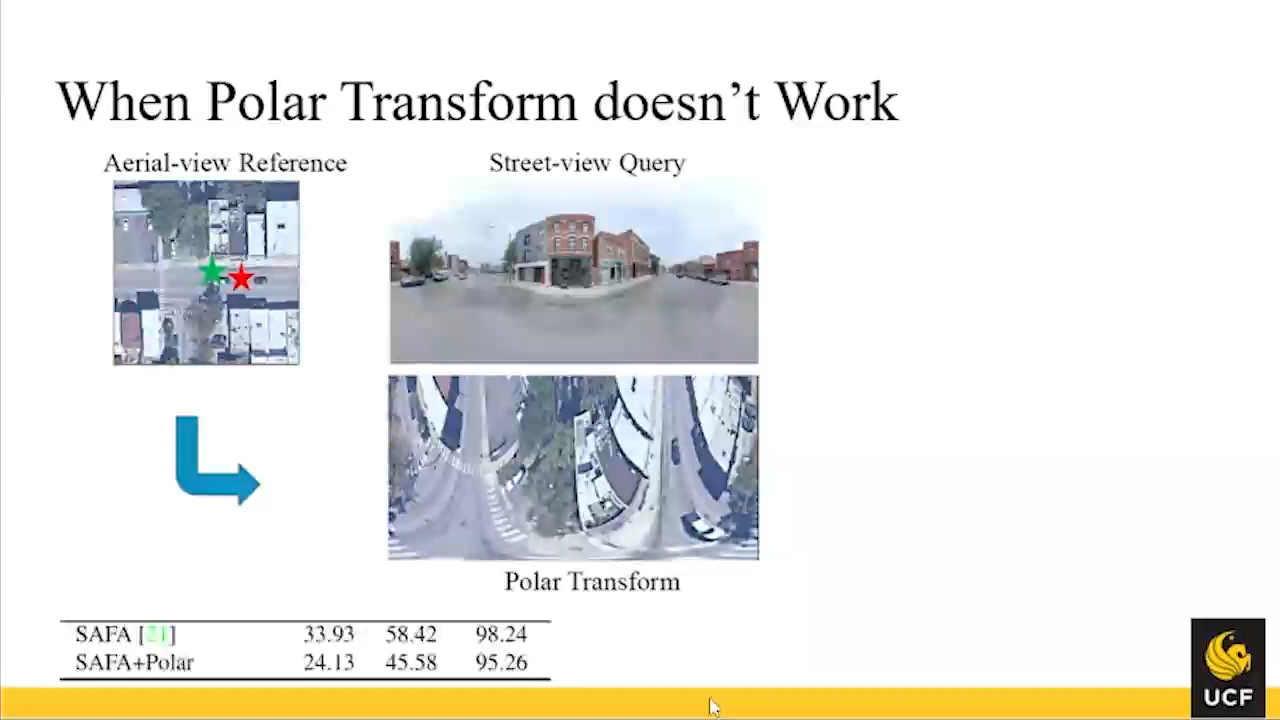 When Polar Transform doesn't Work
Aerial-view Reference
Street-view Query
Polar Transform
SAFA [21] 33.93 58.42 98.24
SAFA+Polar 24.13 45.58 95.26
UCF